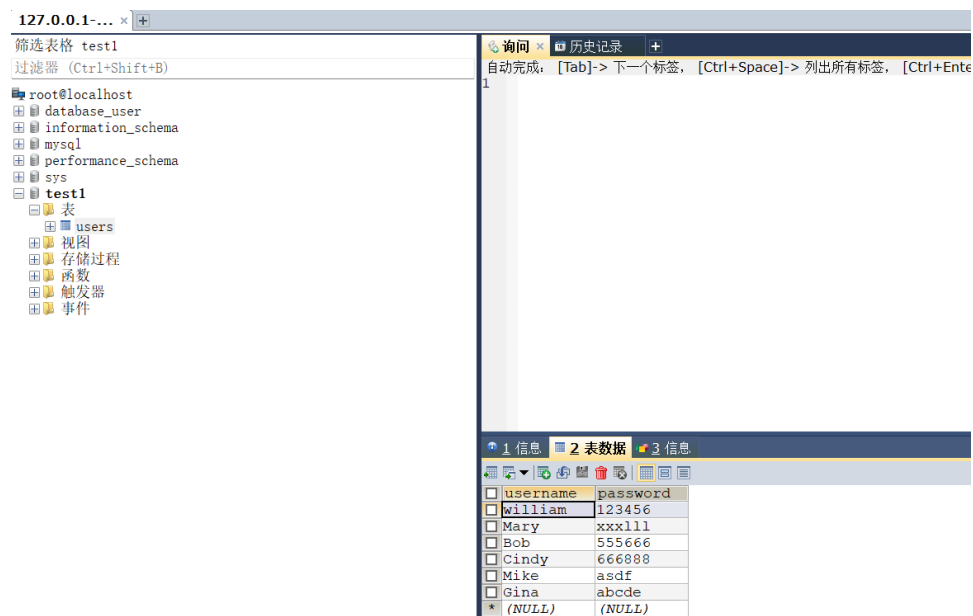 127.0.0.1-... × +
筛选表格 test1
过滤器 (Ctrl+Shift+B)
root@localhost
database_user
information_schema
mysql
performance_schema
sys
test1
表
users
视图
存储过程
函数
触发器
事件
询问 × 历史记录 +
自动完成: [Tab]-> 下一个标签, [Ctrl+Space]-> 列出所有标签, [Ctrl+Ente
1
1 信息 2 表数据 3 信息
username password
william 123456
Mary xxxlll
Bob 555666
Cindy 666888
Mike asdf
Gina abcde
* (NULL) (NULL)